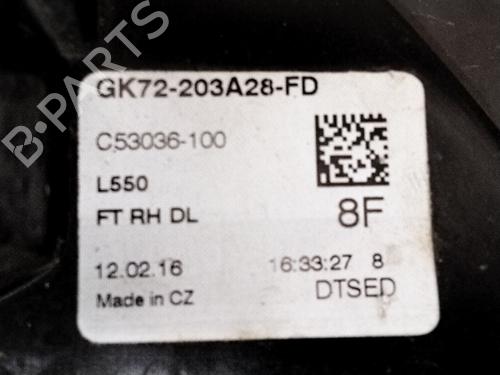 B-PARTS
GK72-203A28-FD
C53036-100
L550
FT RH DL
8F
12.02.16 16:33:27 8
Made in CZ DTSED